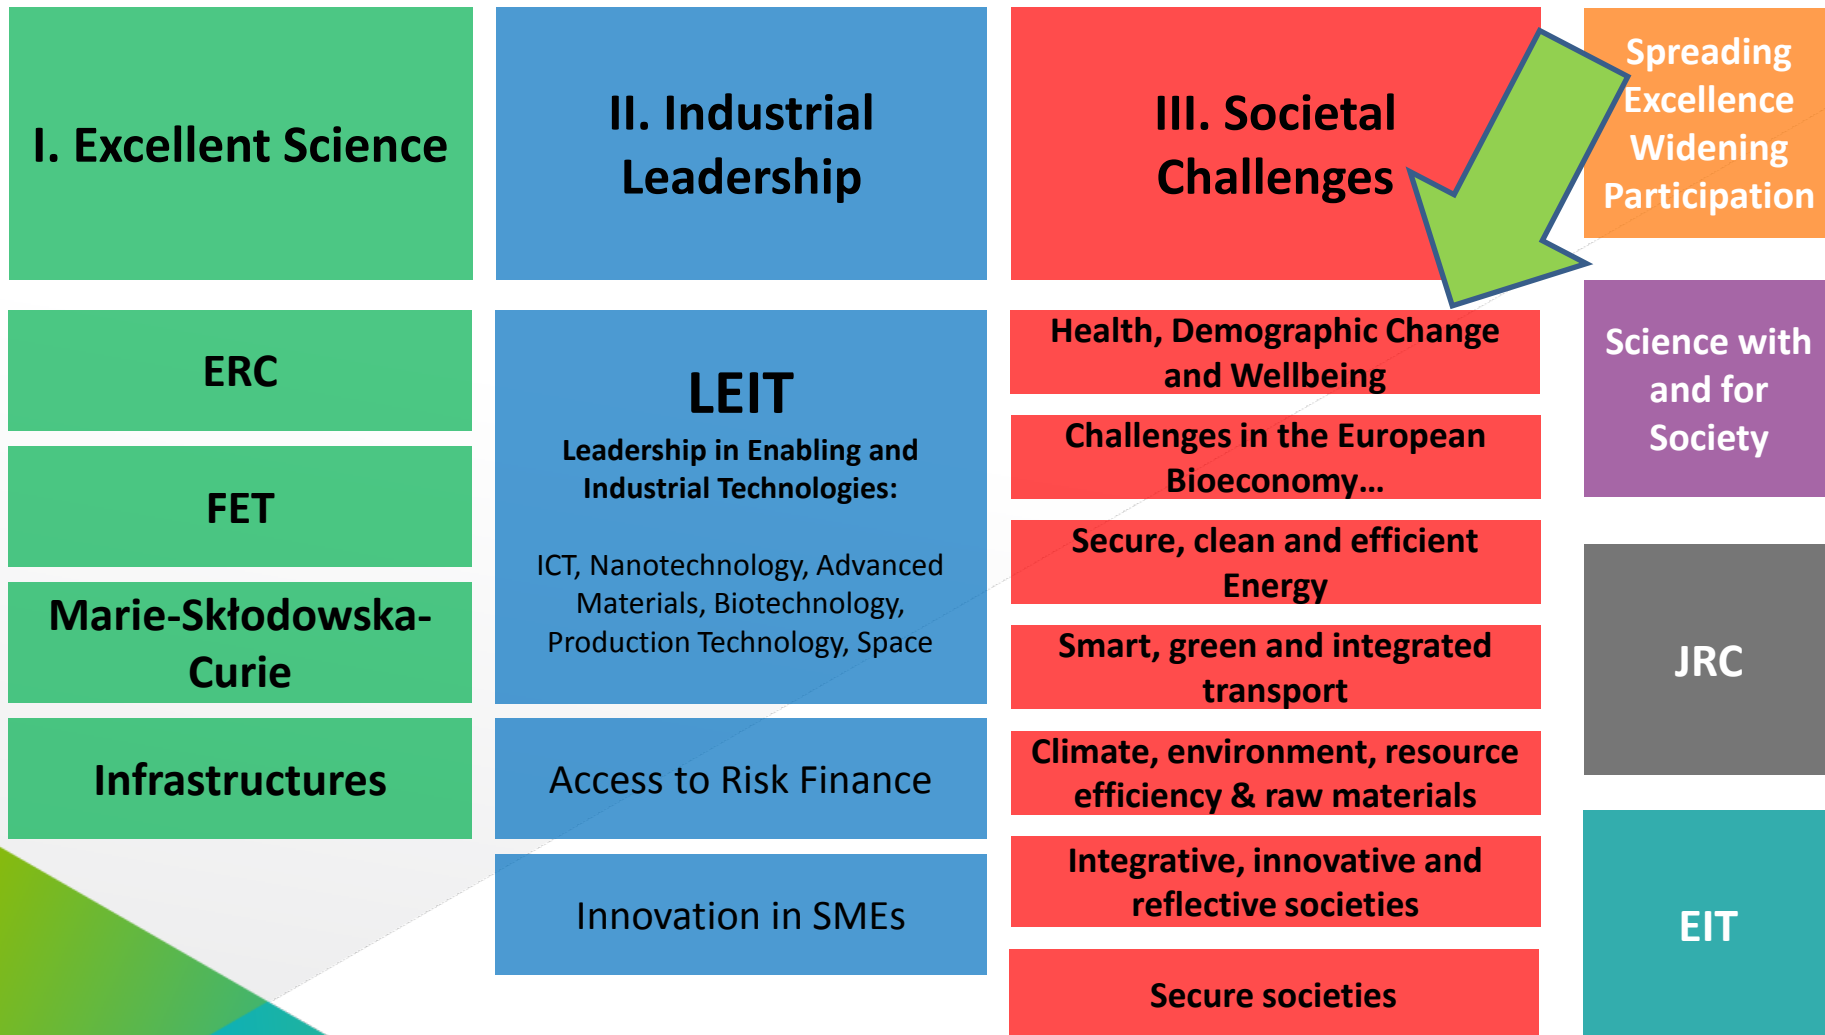 I. Excellent Science
ERC
FET
Marie-Skłodowska-
Curie
Infrastructures
II. Industrial
Leadership
LEIT
Leadership in Enabling and
Industrial Technologies:
ICT, Nanotechnology, Advanced
Materials, Biotechnology,
Production Technology, Space
Access to Risk Finance
Innovation in SMEs
III. Societal
Challenges
Health, Demographic Change
and Wellbeing
Challenges in the European
Bioeconomy…
Secure, clean and efficient
Energy
Smart, green and integrated
transport
Climate, environment, resource
efficiency & raw materials
Integrative, innovative and
reflective societies
Secure societies
Spreading
Excellence
Widening
Participation
Science with
and for
Society
JRC
EIT